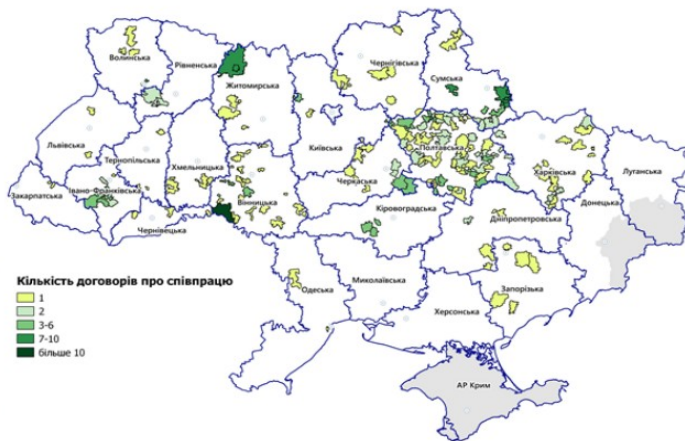 Волинська
Рівненська
Житомирська
Чернігівська
Сумська
Львівська
Тернопільська
Хмельницька
Київська
Полтавська
Харківська
Луганська
Закарпатська
Івано-Франківська
Вінницька
Черкаська
Чернівецька
Кіровоградська
Дніпропетровська
Донецька
Одеська
Миколаївська
Запорізька
Херсонська
АР Крим
Кількість договорів про співпрацю
1
2
3-6
7-10
більше 10